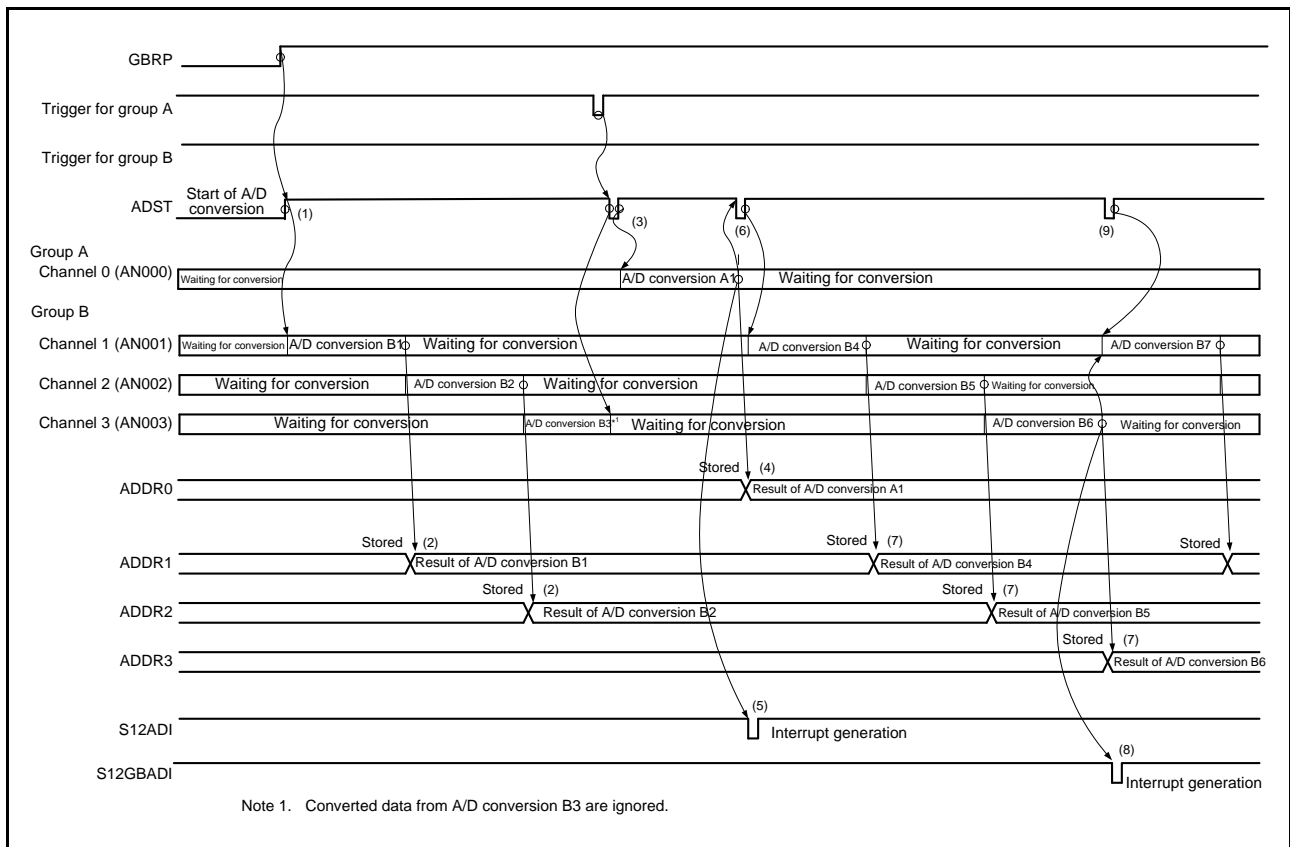 GBRP
Trigger for group A
Trigger for group B
Start of A/D
conversion
ADST
(1)
(3)
(6)
(9)
Group A
Channel 0 (AN000)
Waiting for conversion
A/D conversion A1
Waiting for conversion
Group B
Channel 1 (AN001)
Waiting for conversion
A/D conversion B1
Waiting for conversion
A/D conversion B4
Waiting for conversion
A/D conversion B7
Channel 2 (AN002)
Waiting for conversion
A/D conversion B2
Waiting for conversion
A/D conversion B5
Waiting for conversion
Channel 3 (AN003)
Waiting for conversion
A/D conversion B3*1
Waiting for conversion
A/D conversion B6
Waiting for conversion
Stored (4)
ADDR0
Result of A/D conversion A1
Stored (2)
Stored (7)
Stored
ADDR1
Result of A/D conversion B1
Result of A/D conversion B4
Stored (2)
Stored (7)
ADDR2
Result of A/D conversion B2
Result of A/D conversion B5
Stored (7)
ADDR3
Result of A/D conversion B6
(5)
S12ADI
Interrupt generation
(8)
S12GBADI
Interrupt generation
Note 1. Converted data from A/D conversion B3 are ignored.